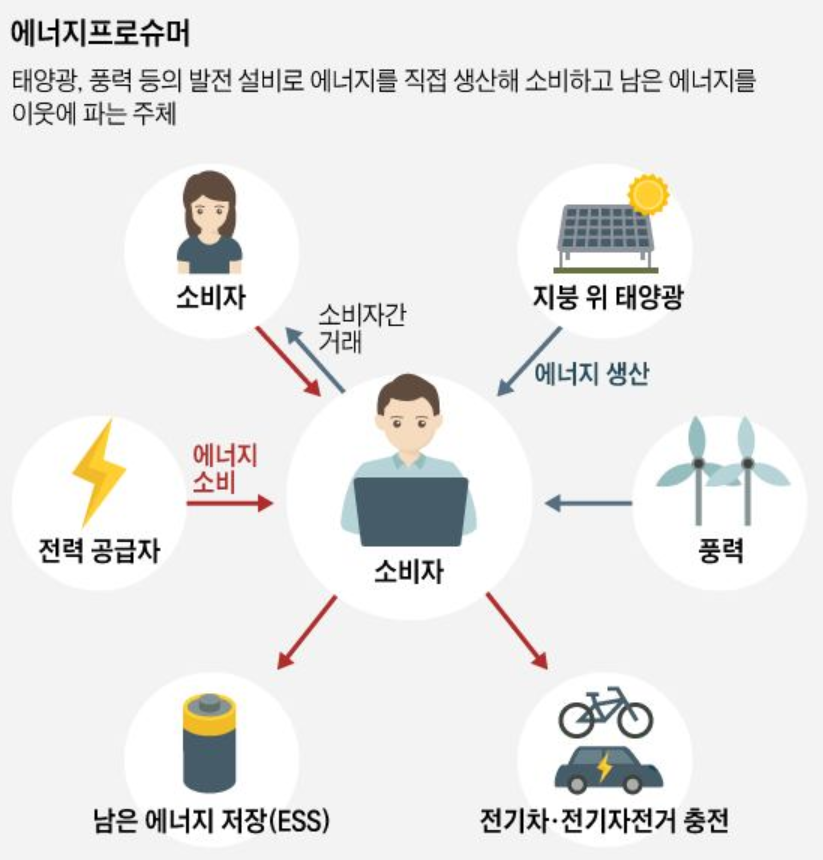 에너지프로슈머
태양광, 풍력 등의 발전 설비로 에너지를 직접 생산해 소비하고 남은 에너지를
이웃에 파는 주체
소비자
지붕 위 태양광
소비자간
거래
에너지 생산
에너지
소비
전력 공급자
소비자
풍력
남은 에너지 저장(ESS)
전기차·전기자전거 충전